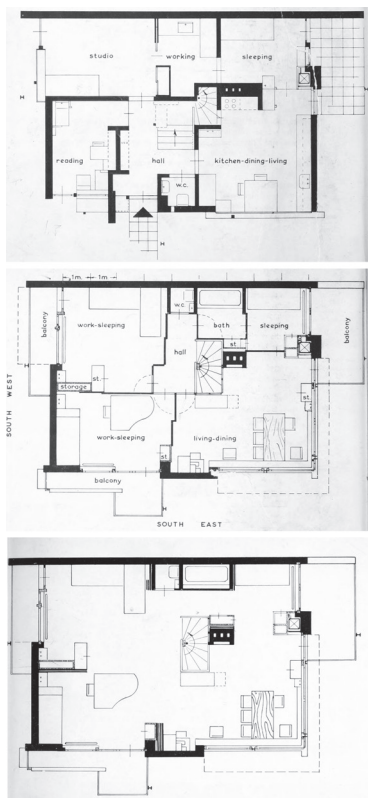 studio
working
sleeping
reading
hall
kitchen-dining-living
w.c.
H
H
H
1m.
1m
balcony
work-sleeping
w.c.
bath
sleeping
balcony
hall
st.
st.
storage
st.
H
H
SOUTH WEST
work-sleeping
living-dining
st
balcony
H
SOUTH EAST
H
H